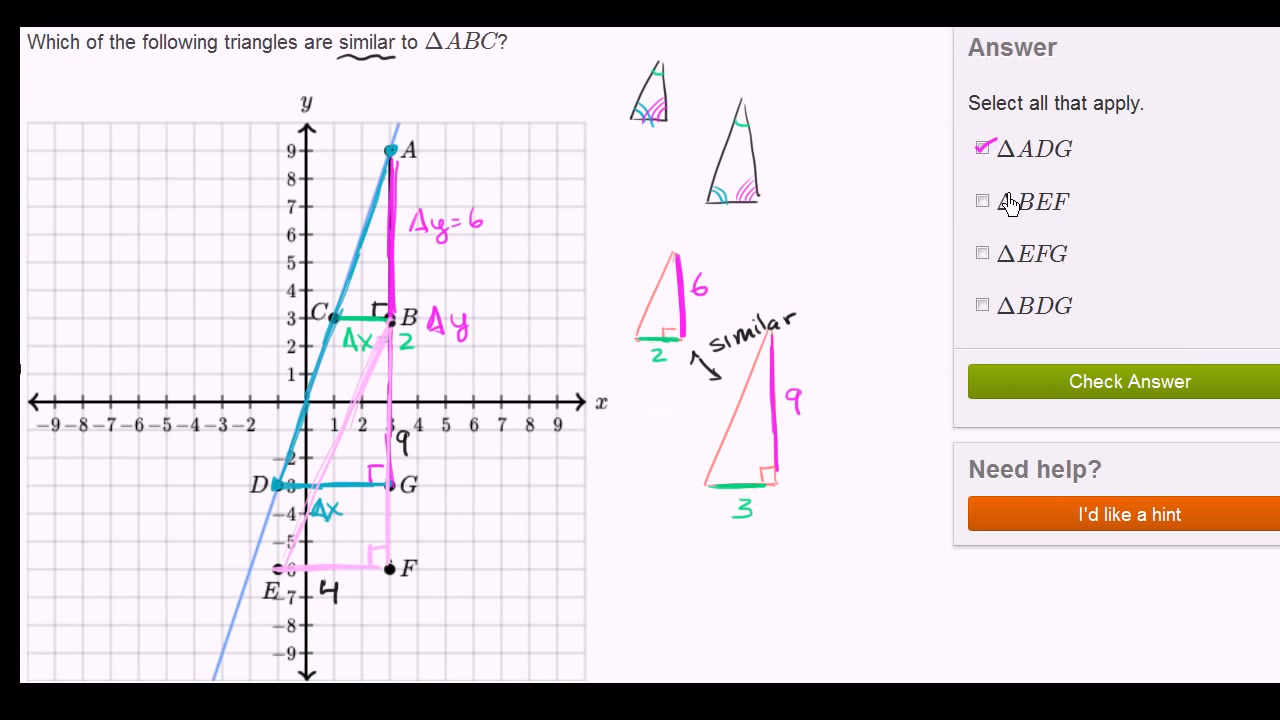 Which of the following triangles are similar to ΔABC?
y
9
A
8
7
Δy=6
6
5
4
C
3
B
Δy
Δx
2
2
1
x
−9 −8 −7 −6 −5 −4 −3 −2
1 2 3 4 5 6 7 8 9
9
−2
D
G
−4
Δx
−5
F
E
−7
4
−8
−9
6
2
similar
9
3
Answer
Select all that apply.
ΔADG
ΔBEF
ΔEFG
ΔBDG
Check Answer
Need help?
I'd like a hint